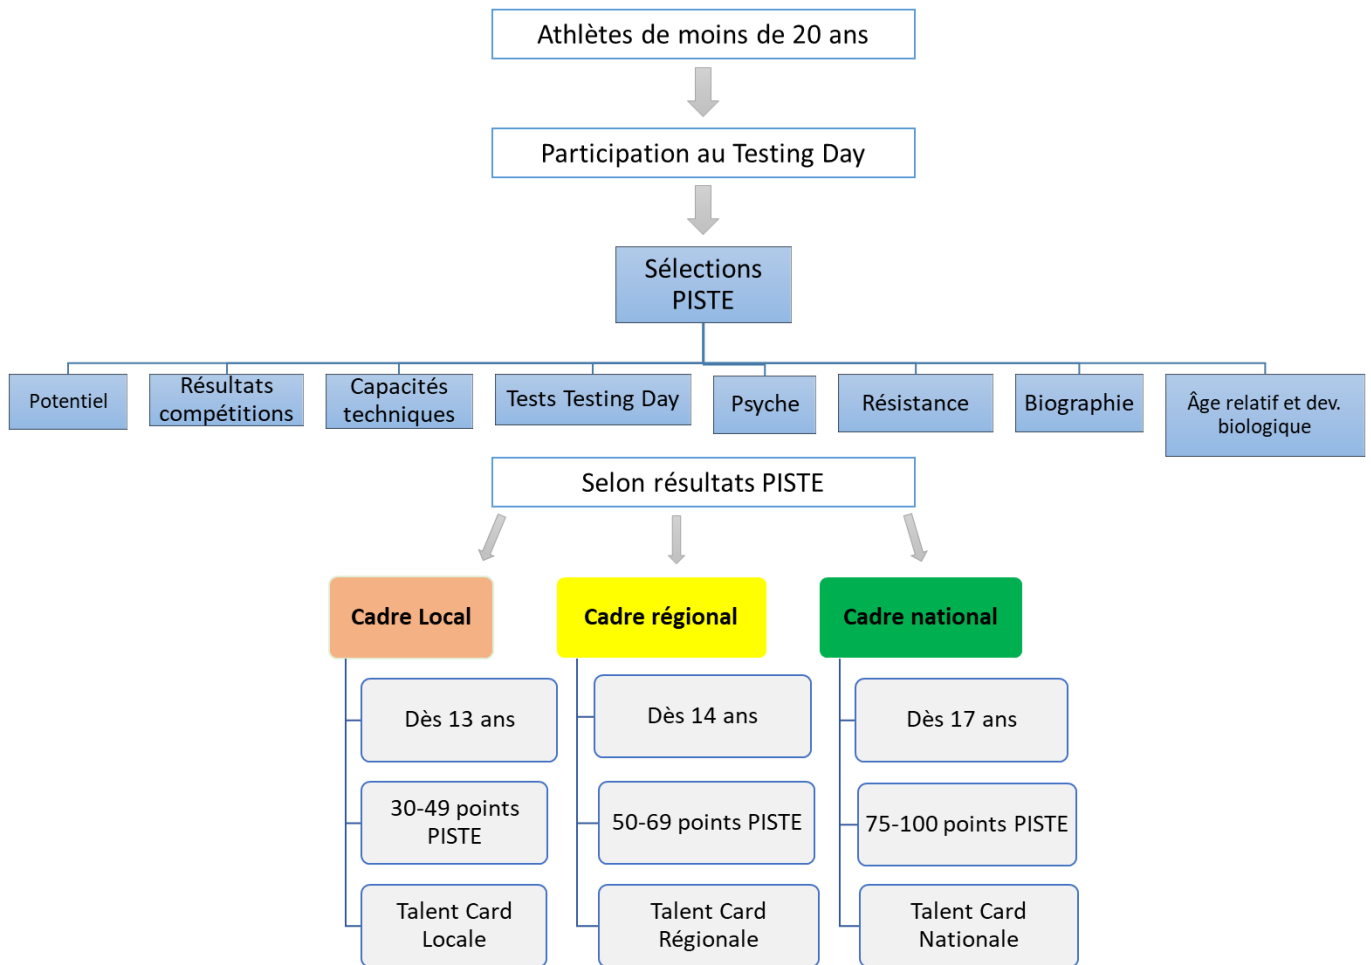 Athlètes de moins de 20 ans
Participation au Testing Day
Sélections
PISTE
Potentiel
Résultats
compétitions
Capacités
techniques
Tests Testing Day
Psyche
Résistance
Biographie
Âge relatif et dev.
biologique
Selon résultats PISTE
Cadre Local
Cadre régional
Cadre national
Dès 13 ans
Dès 14 ans
Dès 17 ans
30-49 points
PISTE
50-69 points PISTE
75-100 points PISTE
Talent Card
Locale
Talent Card
Régionale
Talent Card
Nationale